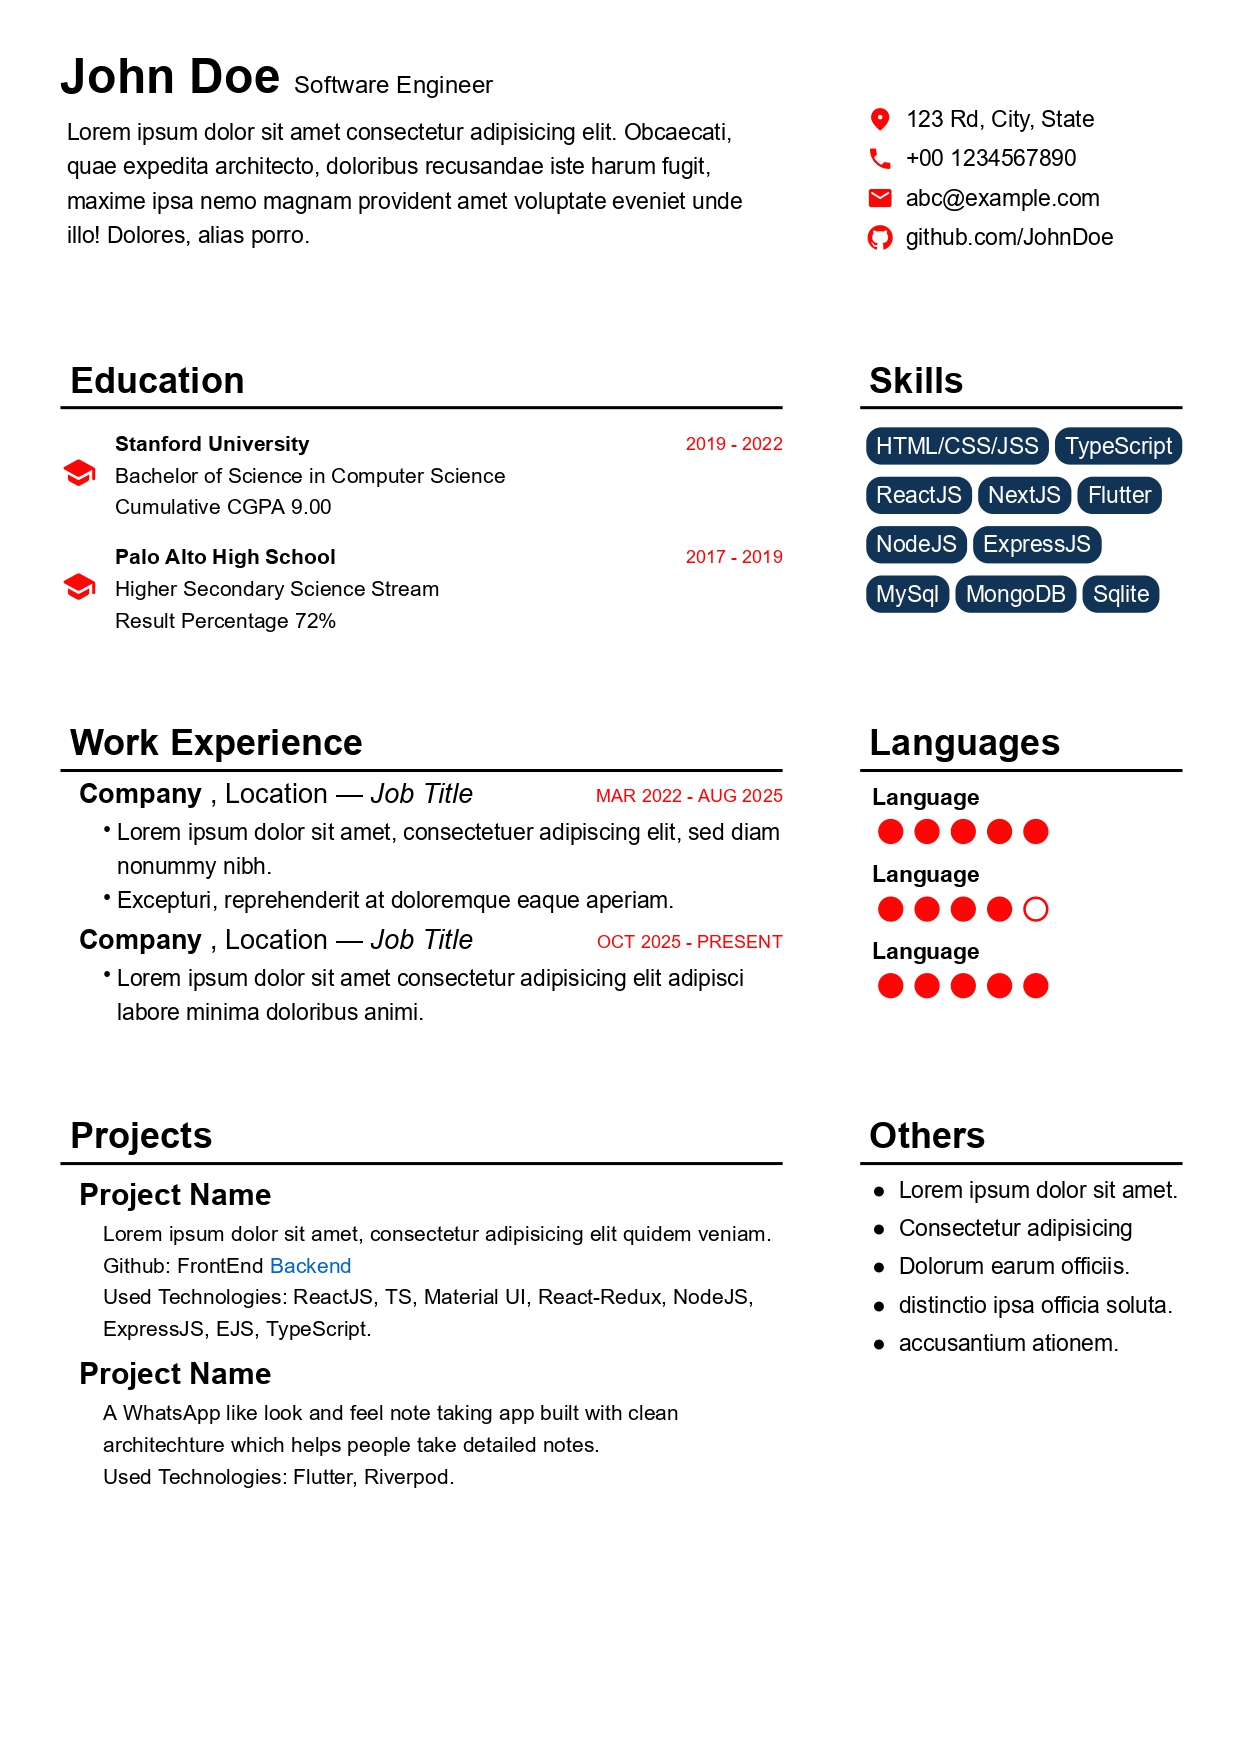 John Doe Software Engineer
Lorem ipsum dolor sit amet consectetur adipisicing elit. Obcaecati,
quae expedita architecto, doloribus recusandae iste harum fugit,
maxime ipsa nemo magnam provident amet voluptate eveniet unde
illo! Dolores, alias porro.
123 Rd, City, State
+00 1234567890
abc@example.com
github.com/JohnDoe
Education
Stanford University 2019 - 2022
Bachelor of Science in Computer Science
Cumulative CGPA 9.00
Palo Alto High School 2017 - 2019
Higher Secondary Science Stream
Result Percentage 72%
Skills
HTML/CSS/JSS TypeScript
ReactJS NextJS Flutter
NodeJS ExpressJS
MySql MongoDB Sqlite
Work Experience
Company , Location — Job Title MAR 2022 - AUG 2025
• Lorem ipsum dolor sit amet, consectetuer adipiscing elit, sed diam
nonummy nibh.
• Excepturi, reprehenderit at doloremque eaque aperiam.
Company , Location — Job Title OCT 2025 - PRESENT
• Lorem ipsum dolor sit amet consectetur adipisicing elit adipisci
labore minima doloribus animi.
Languages
Language
Language
Language
Projects
Project Name
Lorem ipsum dolor sit amet, consectetur adipisicing elit quidem veniam.
Github: FrontEnd Backend
Used Technologies: ReactJS, TS, Material UI, React-Redux, NodeJS,
ExpressJS, EJS, TypeScript.
Project Name
A WhatsApp like look and feel note taking app built with clean
architechture which helps people take detailed notes.
Used Technologies: Flutter, Riverpod.
Others
● Lorem ipsum dolor sit amet.
● Consectetur adipisicing
● Dolorum earum officiis.
● distinctio ipsa officia soluta.
● accusantium ationem.